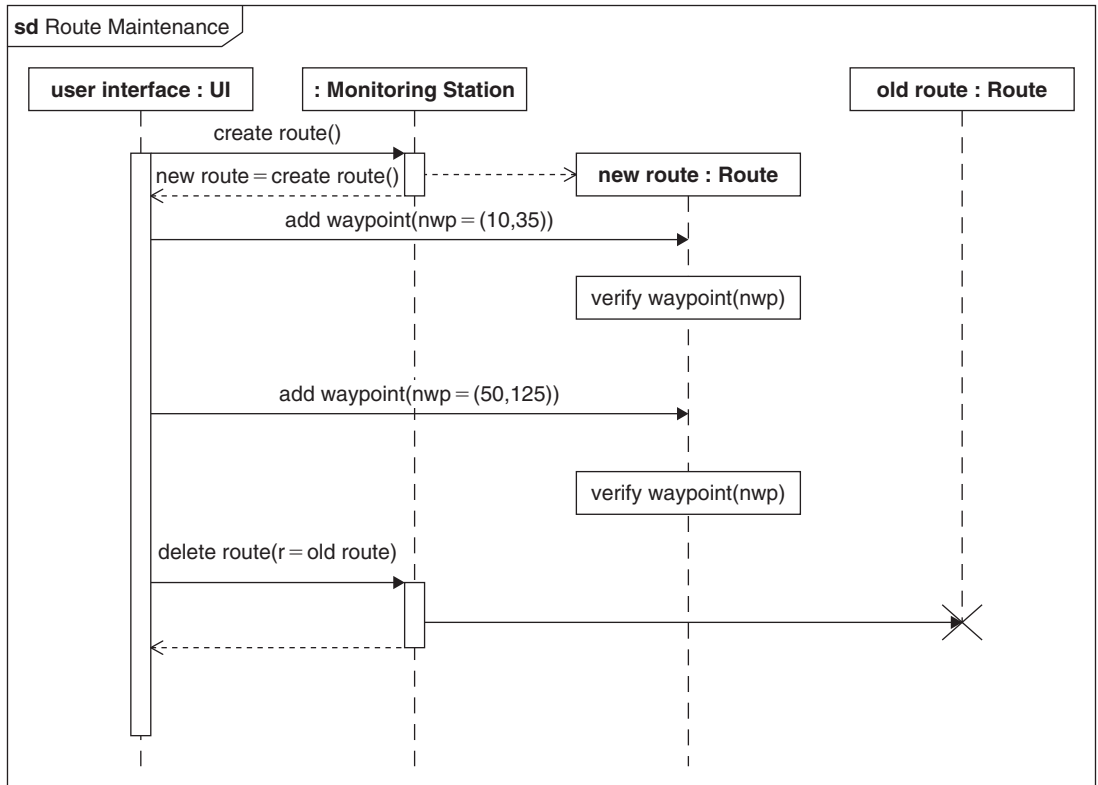 sd Route Maintenance
user interface : UI
: Monitoring Station
old route : Route
create route()
new route = create route()
new route : Route
add waypoint(nwp = (10,35))
verify waypoint(nwp)
add waypoint(nwp = (50,125))
verify waypoint(nwp)
delete route(r = old route)